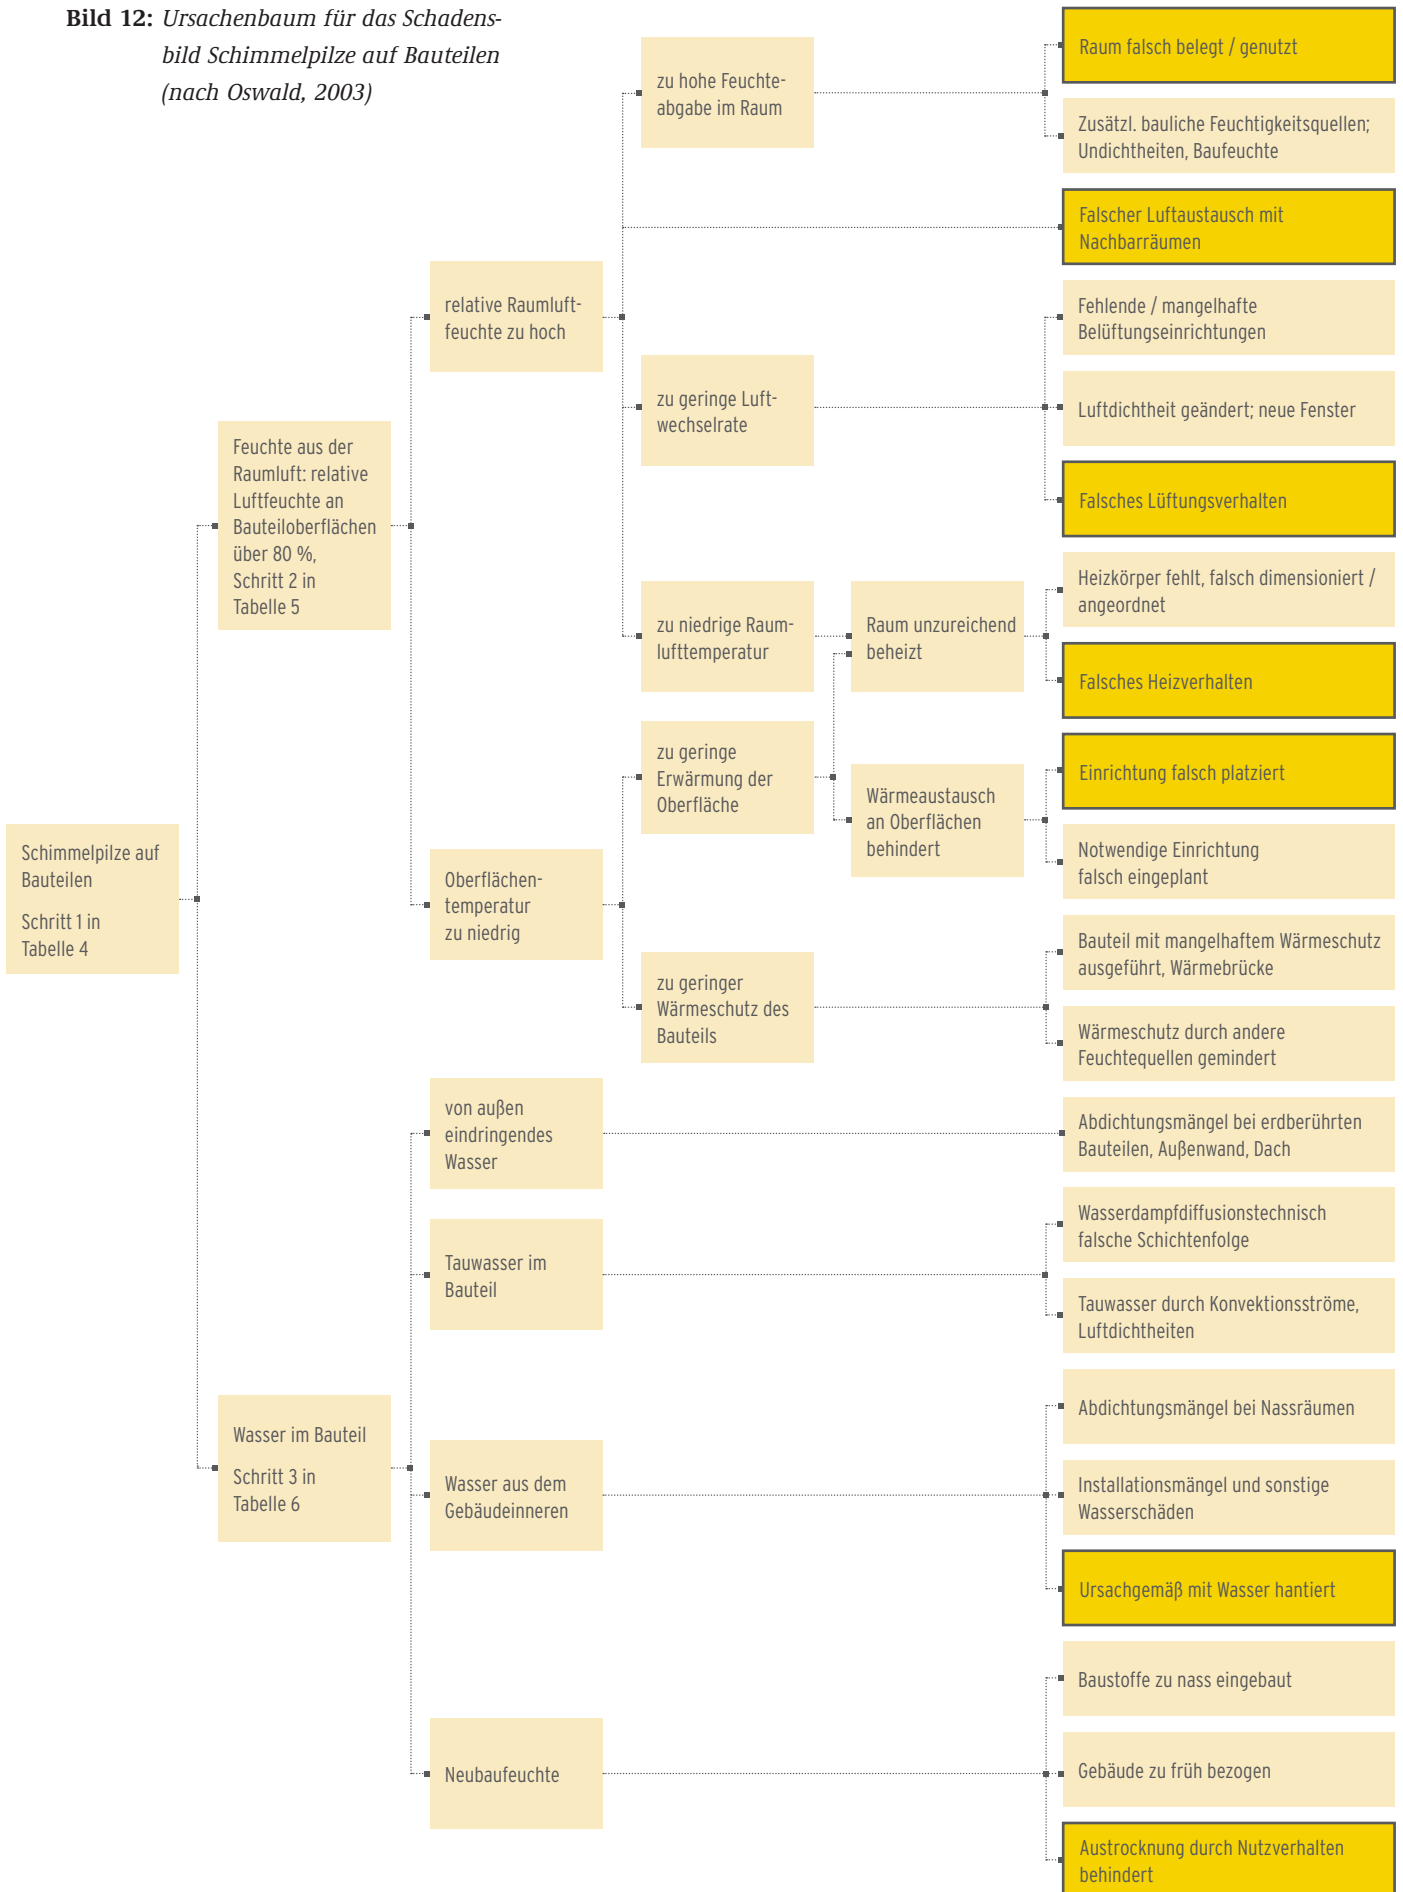 Bild 12: Ursachenbaum für das Schadens-
bild Schimmelpilze auf Bauteilen
(nach Oswald, 2003)
Schimmelpilze auf
Bauteilen
Schritt 1 in
Tabelle 4
Feuchte aus der
Raumluft: relative
Luftfeuchte an
Bauteiloberflächen
über 80 %,
Schritt 2 in
Tabelle 5
Wasser im Bauteil
Schritt 3 in
Tabelle 6
relative Raumluft-
feuchte zu hoch
Oberflächen-
temperatur
zu niedrig
von außen
eindringendes
Wasser
Tauwasser im
Bauteil
Wasser aus dem
Gebäudeinneren
Neubaufeuchte
zu hohe Feuchte-
abgabe im Raum
zu geringe Luft-
wechselrate
zu niedrige Raum-
lufttemperatur
zu geringe
Erwärmung der
Oberfläche
zu geringer
Wärmeschutz des
Bauteils
Raum unzureichend
beheizt
Wärmeaustausch
an Oberflächen
behindert
Raum falsch belegt / genutzt
Zusätzl. bauliche Feuchtigkeitsquellen;
Undichtheiten, Baufeuchte
Falscher Luftaustausch mit
Nachbarräumen
Fehlende / mangelhafte
Belüftungseinrichtungen
Luftdichtheit geändert; neue Fenster
Falsches Lüftungsverhalten
Heizkörper fehlt, falsch dimensioniert /
angeordnet
Falsches Heizverhalten
Einrichtung falsch platziert
Notwendige Einrichtung
falsch eingeplant
Bauteil mit mangelhaftem Wärmeschutz
ausgeführt, Wärmebrücke
Wärmeschutz durch andere
Feuchtequellen gemindert
Abdichtungsmängel bei erdberührten
Bauteilen, Außenwand, Dach
Wasserdampfdiffusionstechnisch
falsche Schichtenfolge
Tauwasser durch Konvektionsströme,
Luftdichtheiten
Abdichtungsmängel bei Nassräumen
Installationsmängel und sonstige
Wasserschäden
Ursachgemäß mit Wasser hantiert
Baustoffe zu nass eingebaut
Gebäude zu früh bezogen
Austrocknung durch Nutzverhalten
behindert